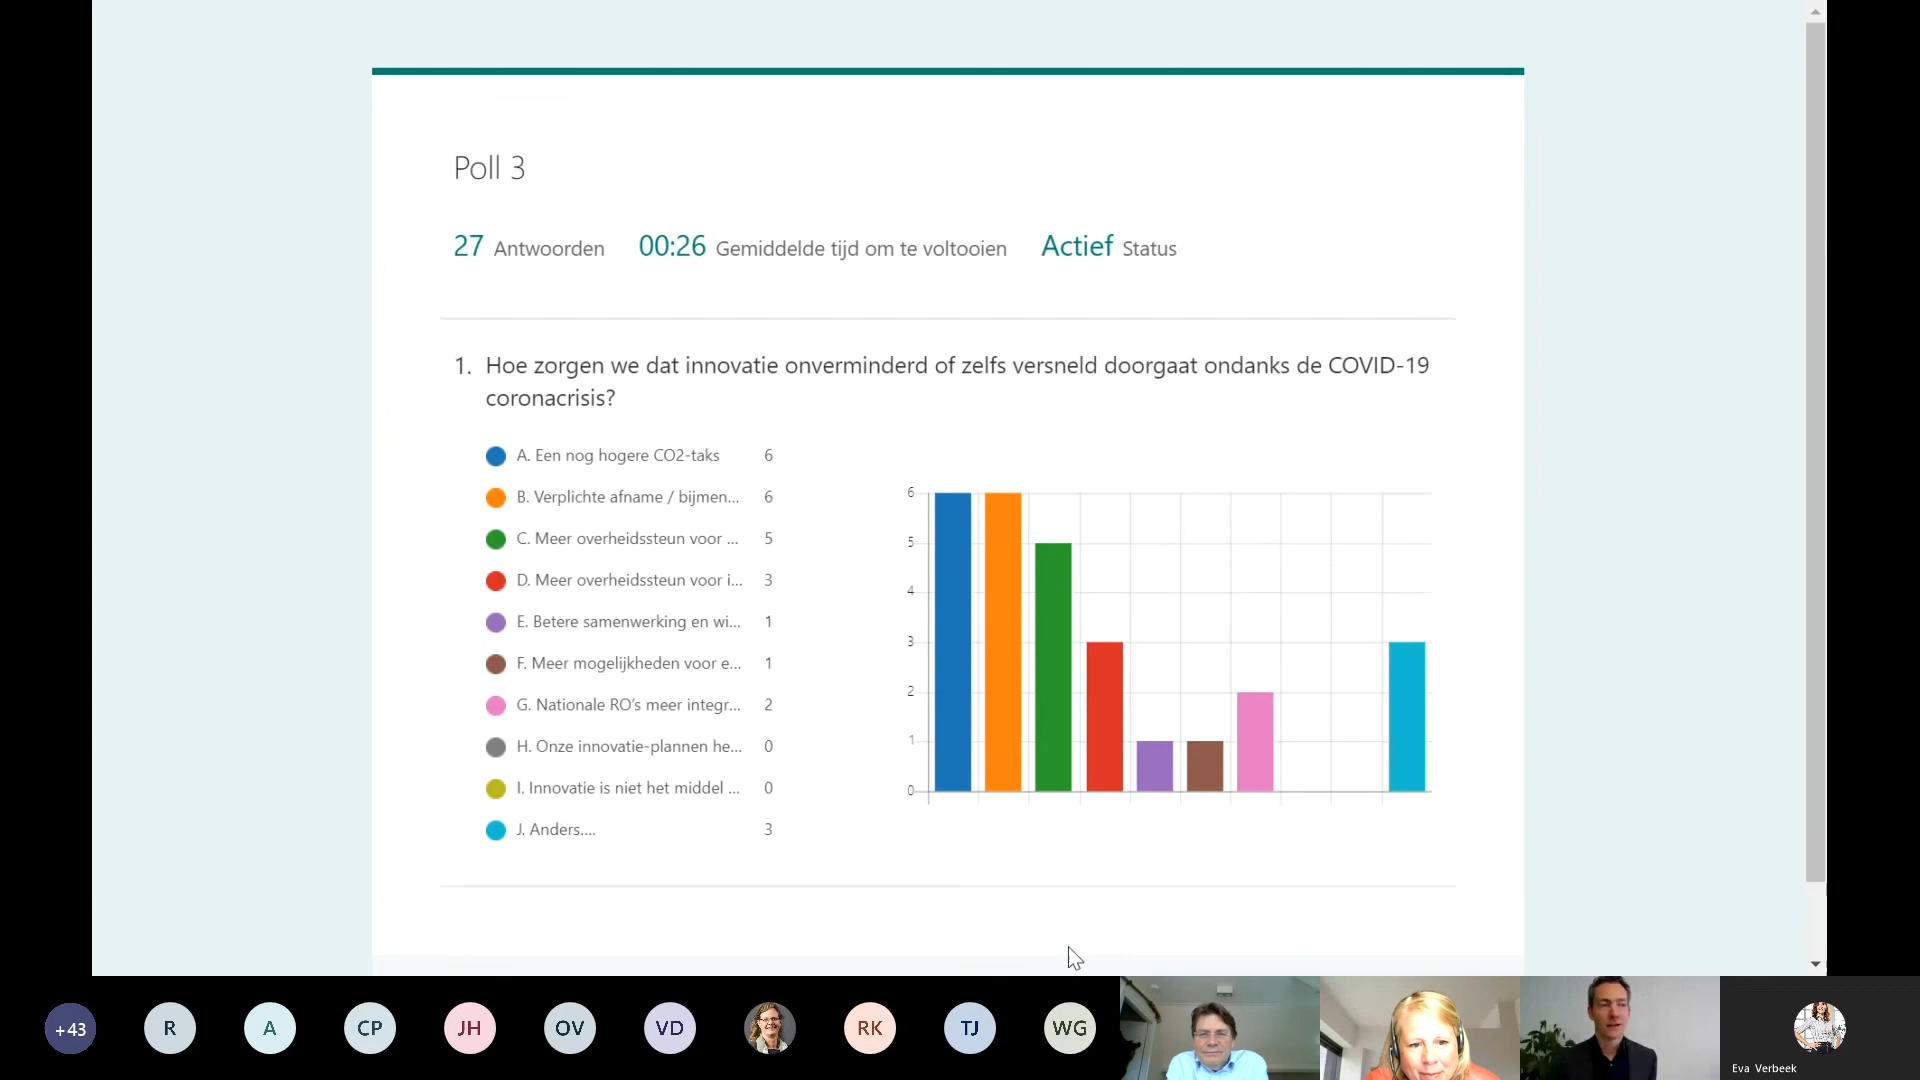 Poll 3
27 Antwoorden 00:26 Gemiddelde tijd om te voltooien Actief Status
1. Hoe zorgen we dat innovatie onverminderd of zelfs versneld doorgaat ondanks de COVID-19
coronacrisis?
A. Een nog hogere CO2-taks 6
B. Verplichte afname / bijmen... 6
C. Meer overheidssteun voor ... 5
D. Meer overheidssteun voor i... 3
E. Betere samenwerking en wi... 1
F. Meer mogelijkheden voor e... 1
G. Nationale RO's meer integr... 2
H. Onze innovatie-plannen he... 0
I. Innovatie is niet het middel ... 0
J. Anders.... 3
6
5
4
3
2
1
0
+43 R A CP JH OV VD RK TJ WG
Eva Verbeek